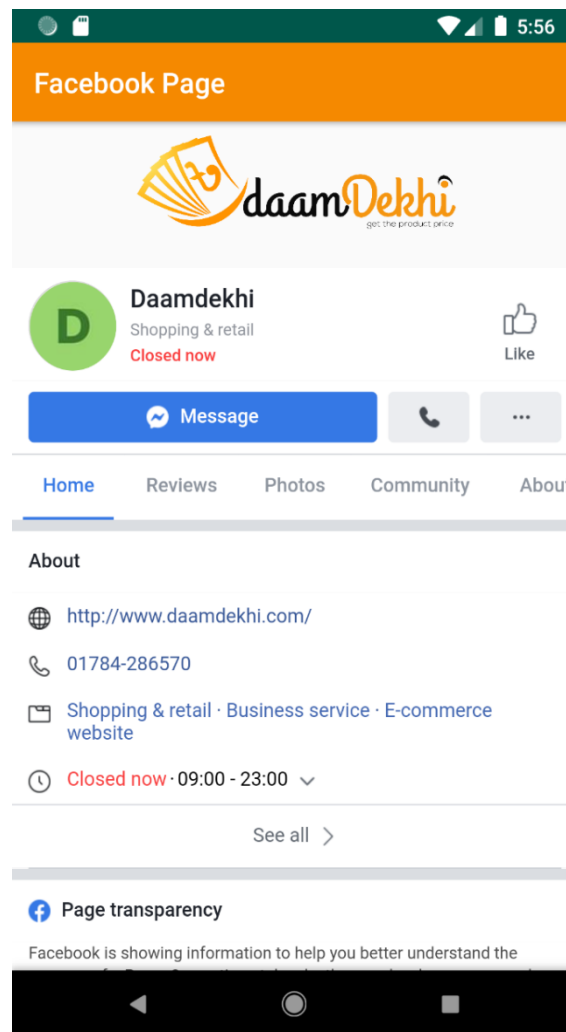 5:56
Facebook Page
daamDekhi
get the product price
D
Daamdekhi
Shopping & retail
Closed now
Like
Message
Home Reviews Photos Community Abou
About
http://www.daamdekhi.com/
01784-286570
Shopping & retail · Business service · E-commerce
website
Closed now · 09:00 - 23:00
See all
Page transparency
Facebook is showing information to help you better understand the